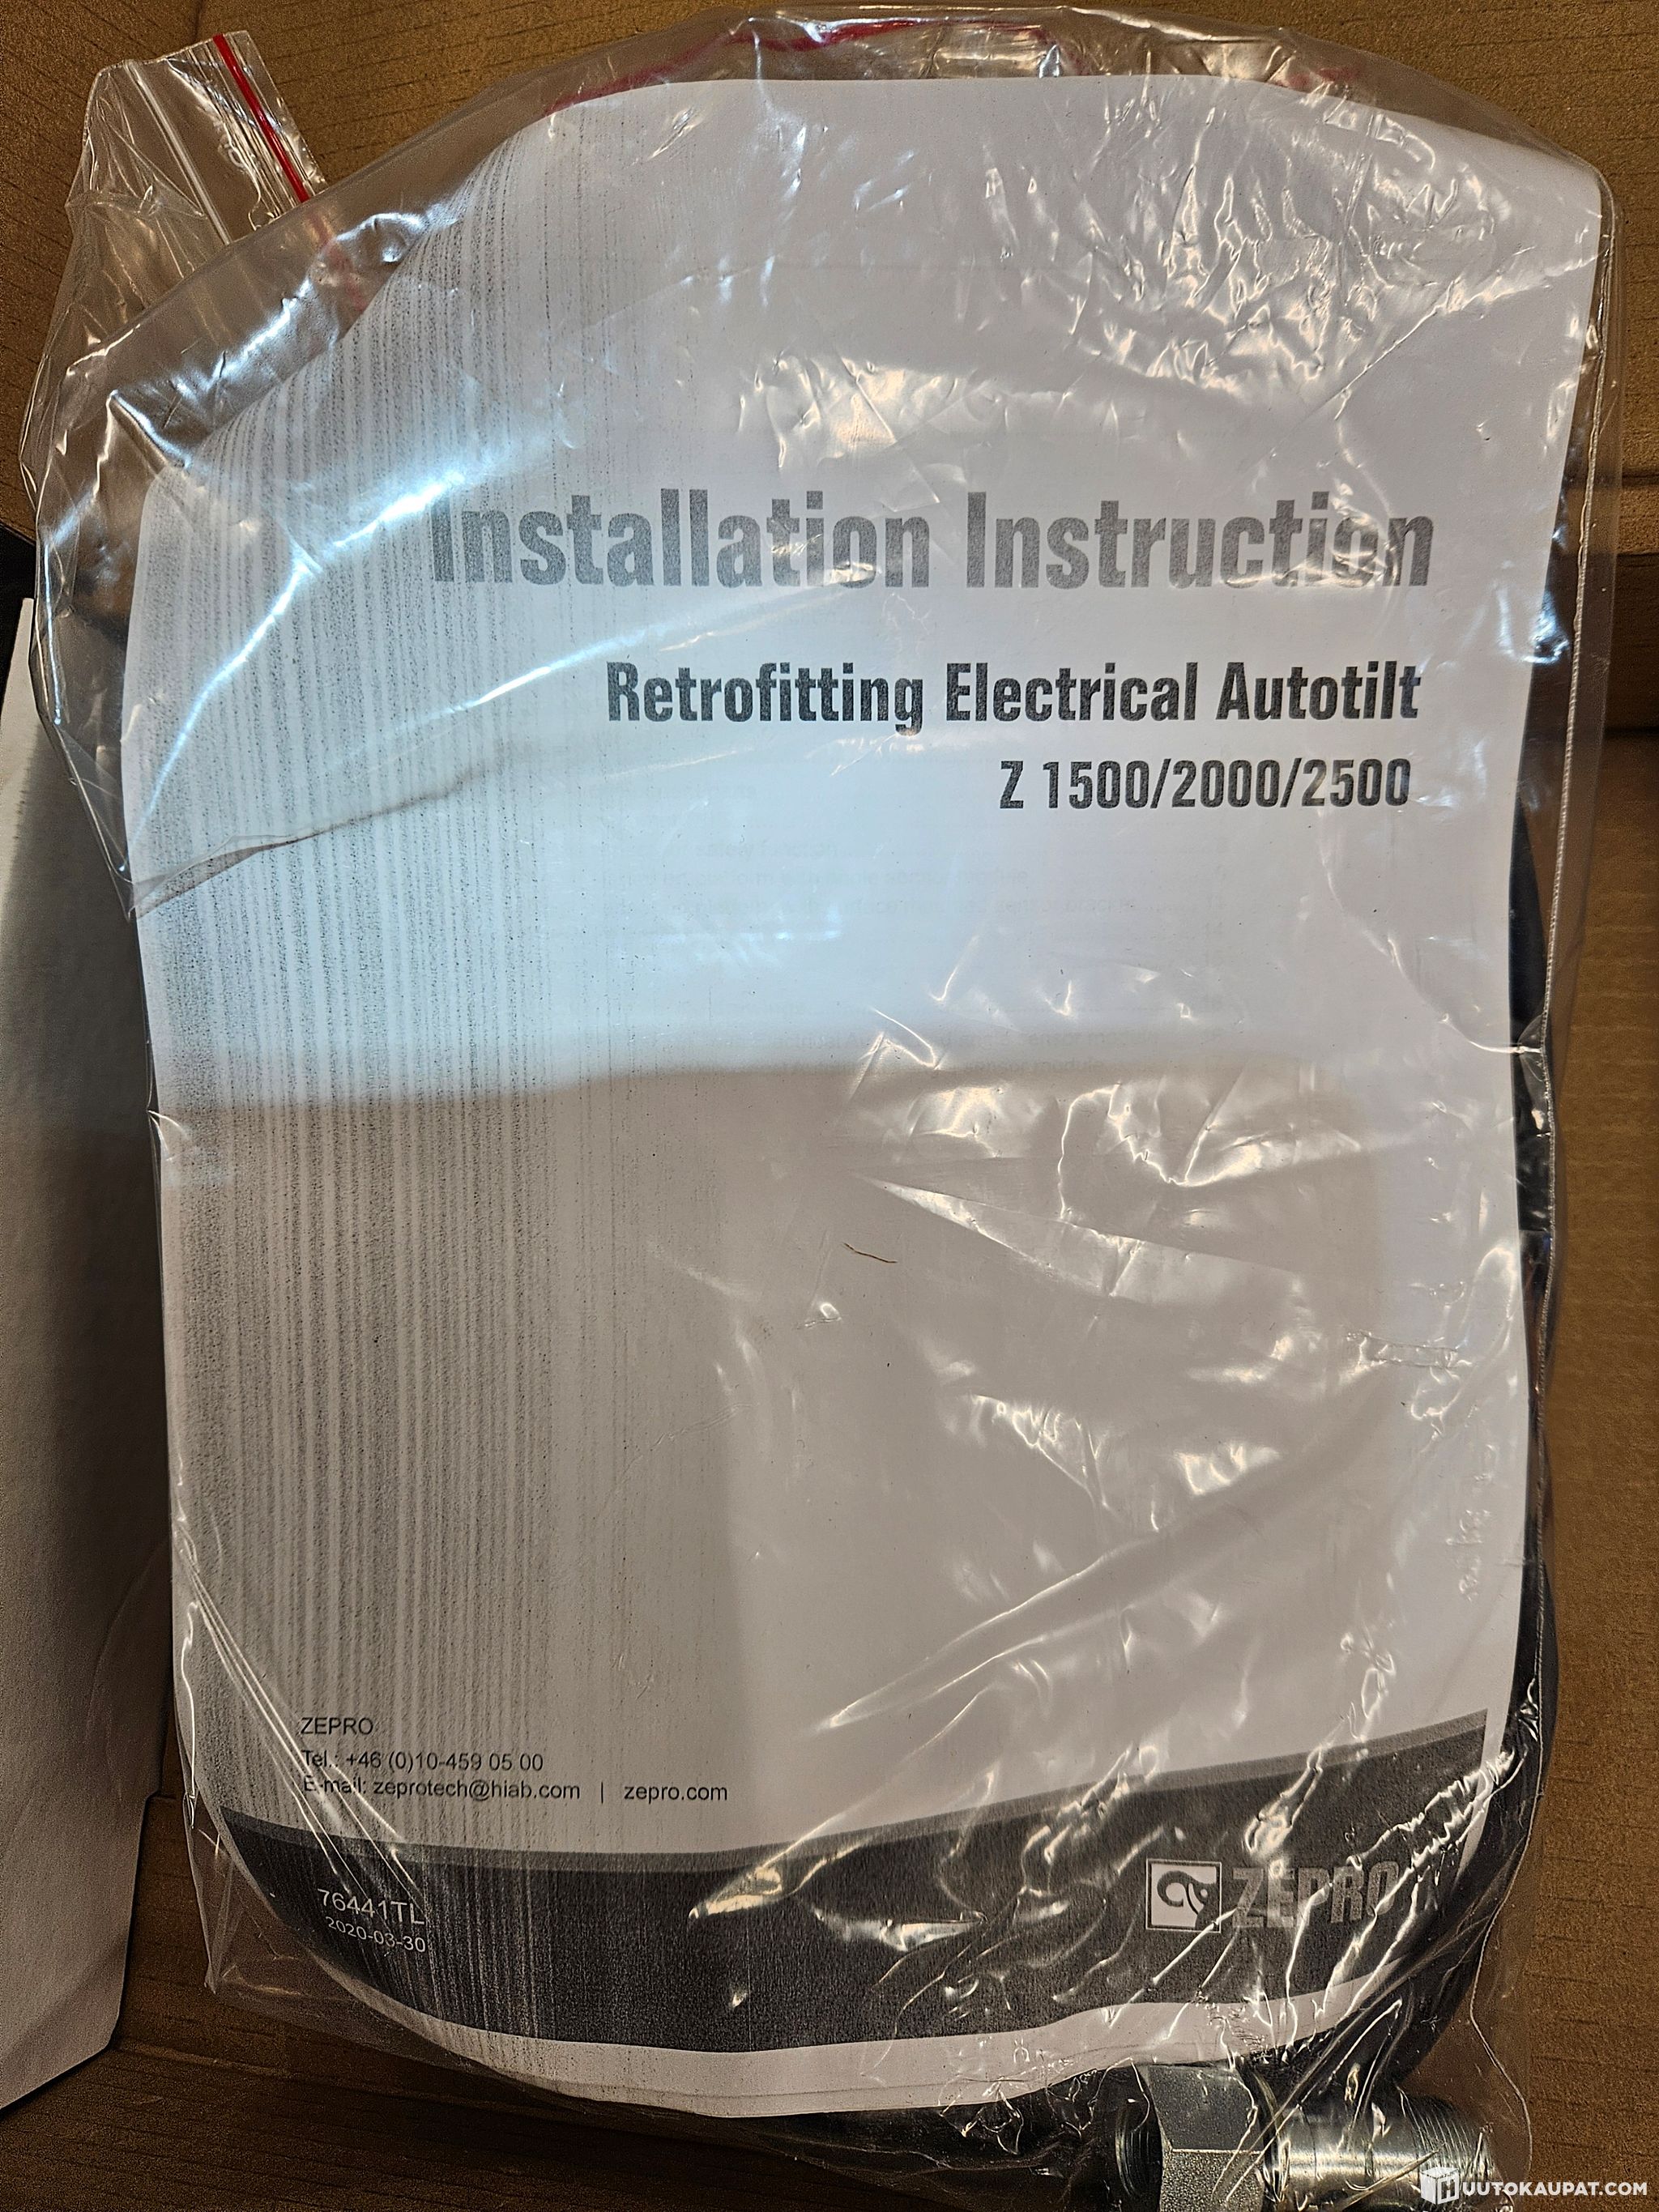 Installation Instruction
Retrofitting Electrical Autotilt
Z 1500/2000/2500
ZEPRO
Tel.: +46 (0)10-459 05 00
E-mail: zeprotech@hiab.com | zepro.com
76441TL
2020-03-30
ZEPRO
HUUTOKAUPAT.COM